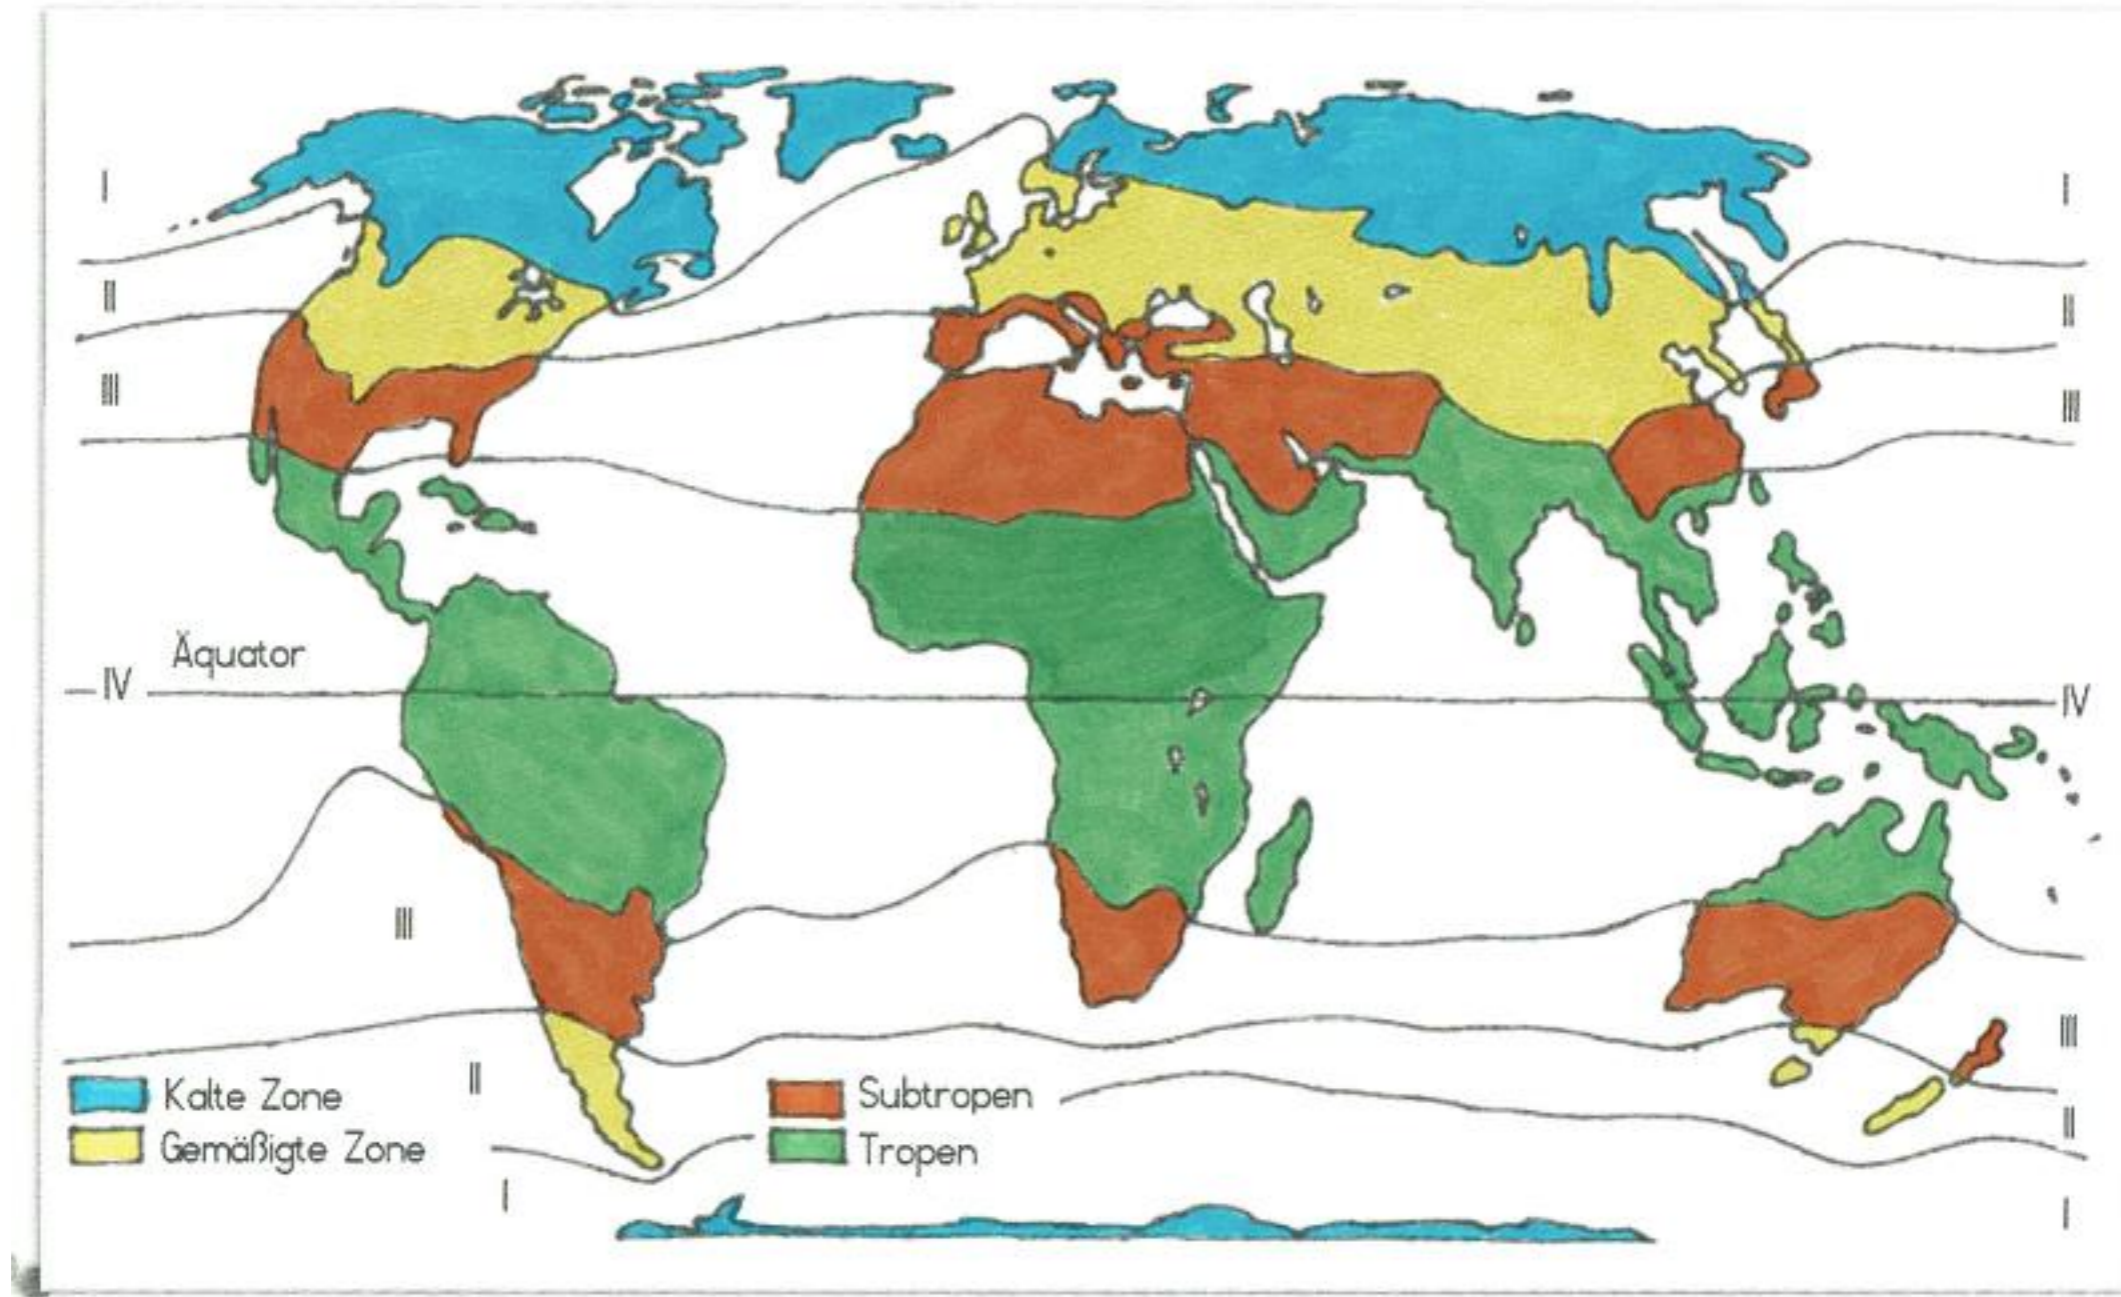 I I
II II
III III
Äquator
IV IV
III
III
II
Kalte Zone Subtropen
II
Gemäßigte Zone Tropen
I I